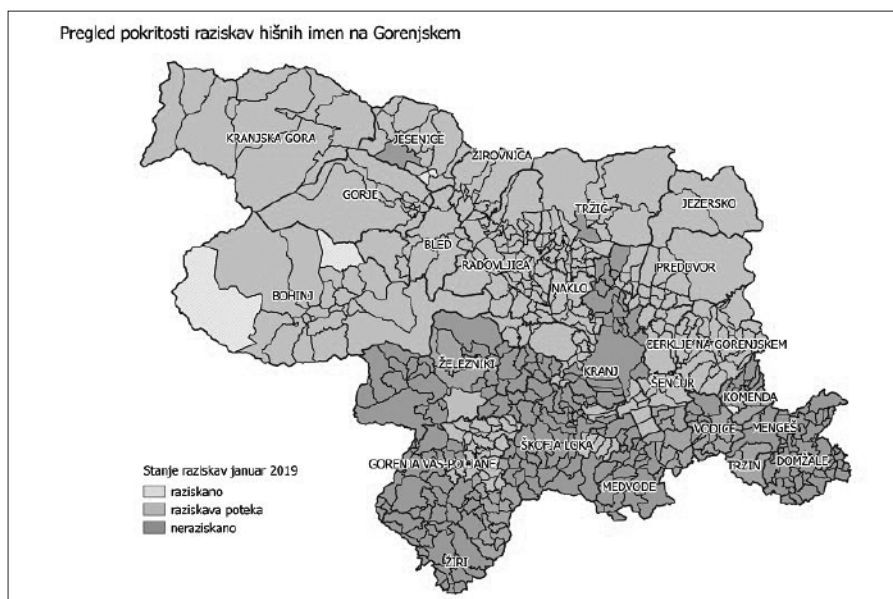 Pregled pokritosti raziskav hišnih imen na Gorenjskem
KRANJSKA GORA
JESENICE
ŽIROVNICA
GORJE
TRŽIČ
JEZERSKO
BLED
RADOVLJICA
PREDDVOR
NAKLO
BOHINJ
CERKLJE NA GORENJSKEM
ŽELEZNIKI
KRANJ
ŠENČUR
KOMENDA
VODICE
MENGEŠ
ŠKOFJA LOKA
GORENJA VAS-POLJANE
TRZIN
DOMŽALE
MEDVODE
ŽIRI
Stanje raziskav januar 2019
raziskano
raziskava poteka
neraziskano